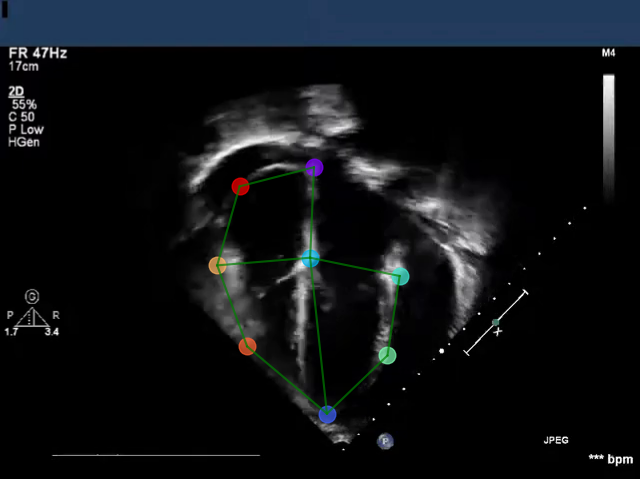 FR 47Hz
17cm
M4
2D
55%
C 50
P Low
HGen
G
P R
1.7 3.4
x
P
JPEG
*** bpm